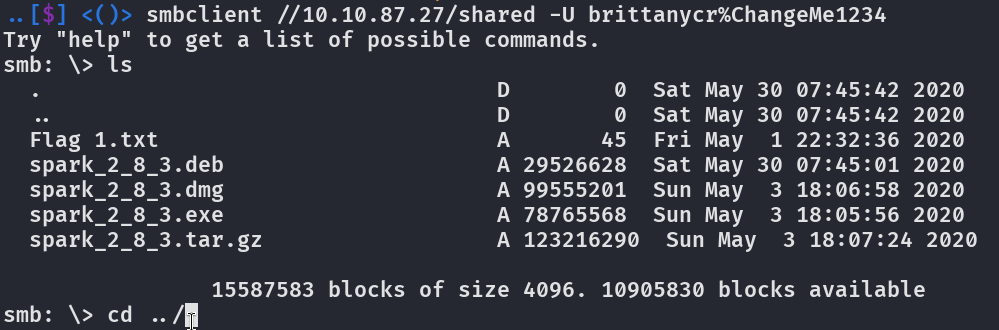 ..[$] <()> smbclient //10.10.87.27/shared -U brittanycr%ChangeMe1234
Try "help" to get a list of possible commands.
smb: \> ls
. D 0 Sat May 30 07:45:42 2020
.. D 0 Sat May 30 07:45:42 2020
Flag 1.txt A 45 Fri May 1 22:32:36 2020
spark_2_8_3.deb A 29526628 Sat May 30 07:45:01 2020
spark_2_8_3.dmg A 99555201 Sun May 3 18:06:58 2020
spark_2_8_3.exe A 78765568 Sun May 3 18:05:56 2020
spark_2_8_3.tar.gz A 123216290 Sun May 3 18:07:24 2020
15587583 blocks of size 4096. 10905830 blocks available
smb: \> cd ../